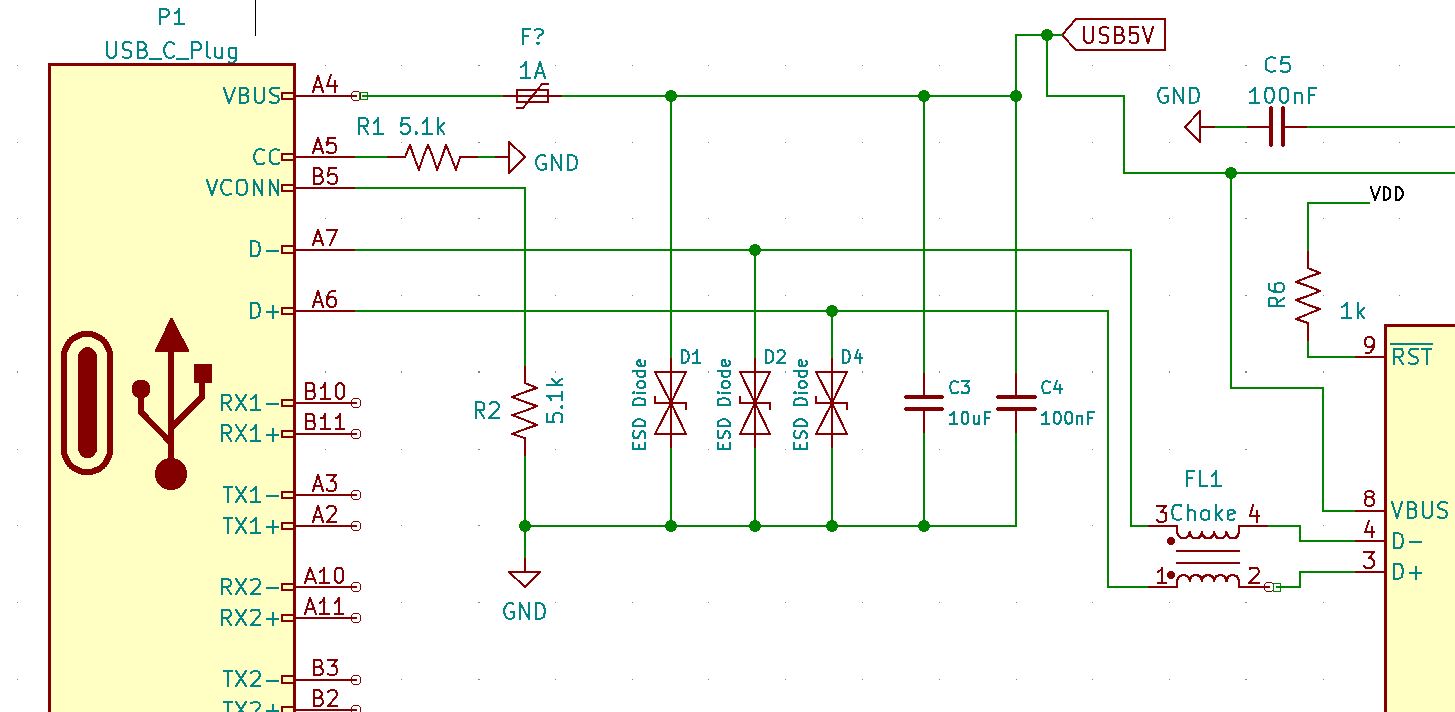 P1
USB_C_Plug
F?
1A
USB5V
C5
100nF
GND
VBUS
A4
R1 5.1k
CC
A5
GND
VCONN
B5
VDD
D-
A7
D+
A6
R6
1k
9
RST
ESD Diode
D1
ESD Diode
D2
ESD Diode
D4
C3
10uF
C4
100nF
R2
5.1k
RX1-
B10
RX1+
B11
TX1-
A3
TX1+
A2
FL1
Choke
3
4
1
2
8
VBUS
4
D-
3
D+
GND
RX2-
A10
RX2+
A11
TX2-
B3
TX2+
B2